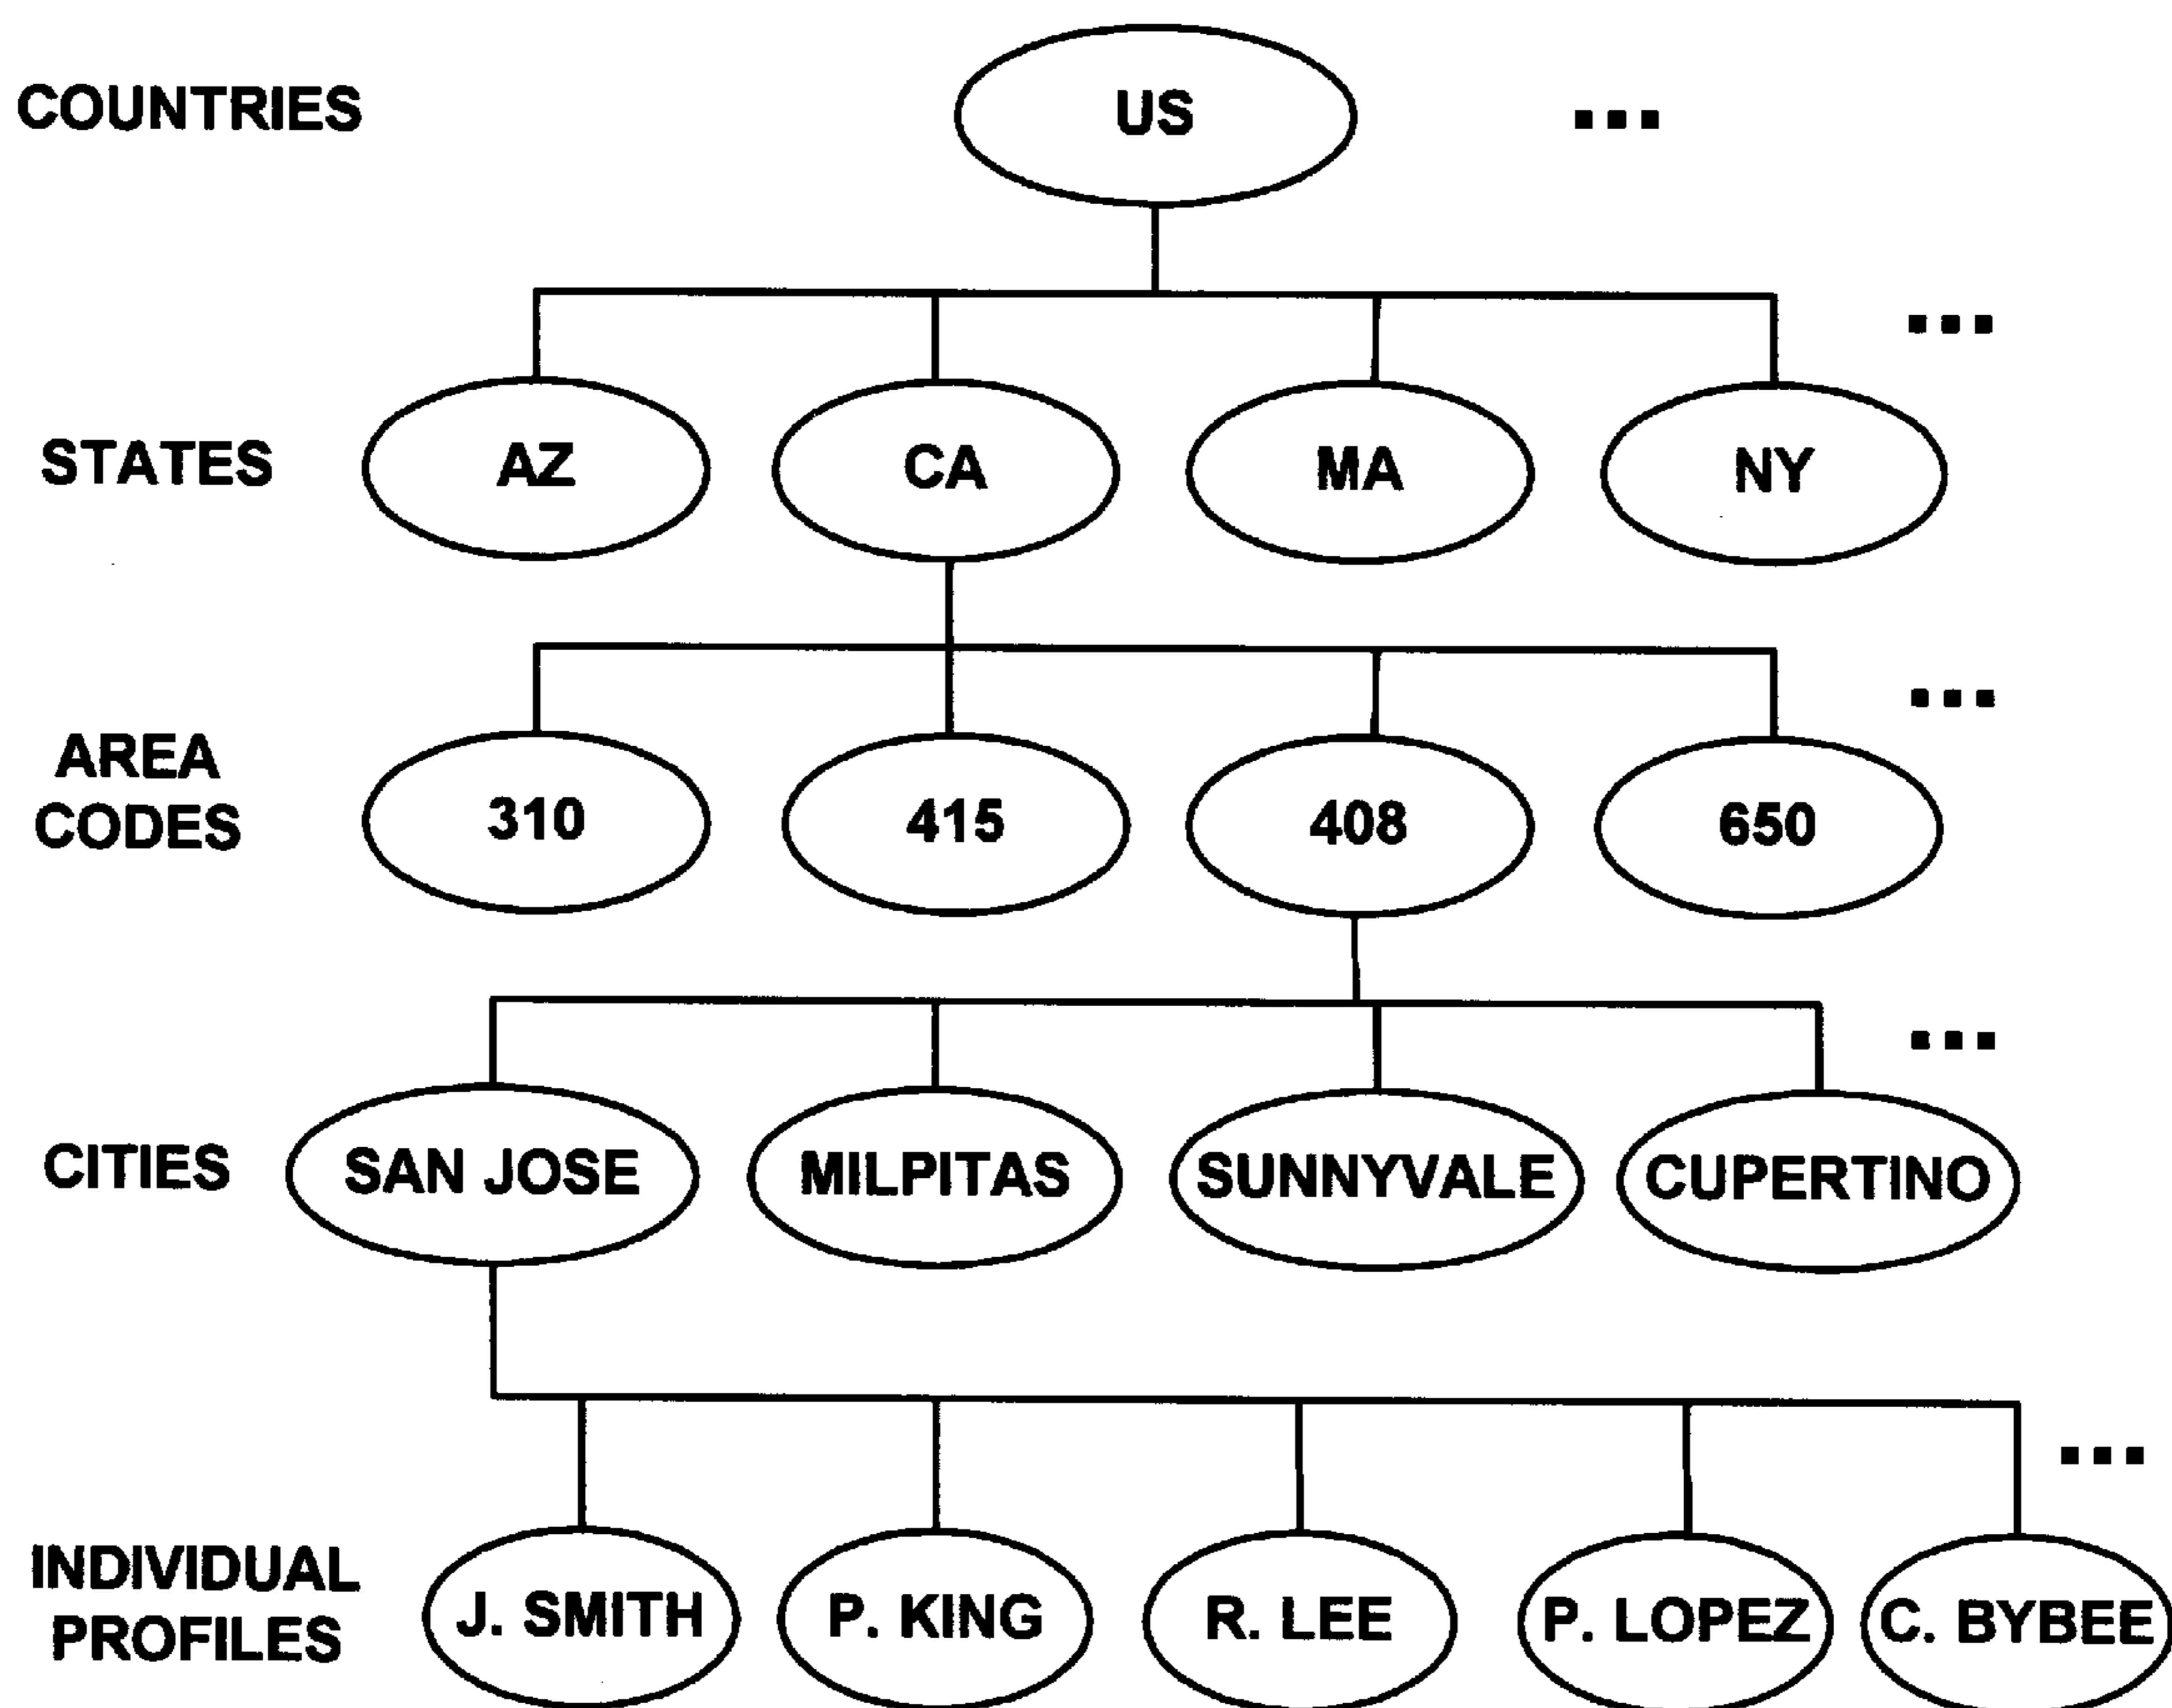 COUNTRIES
US
...
STATES
AZ
CA
MA
NY
...
AREA
CODES
310
415
408
650
...
CITIES
SAN JOSE
MILPITAS
SUNNYVALE
CUPERTINO
...
INDIVIDUAL
PROFILES
J. SMITH
P. KING
R. LEE
P. LOPEZ
C. BYBEE
...